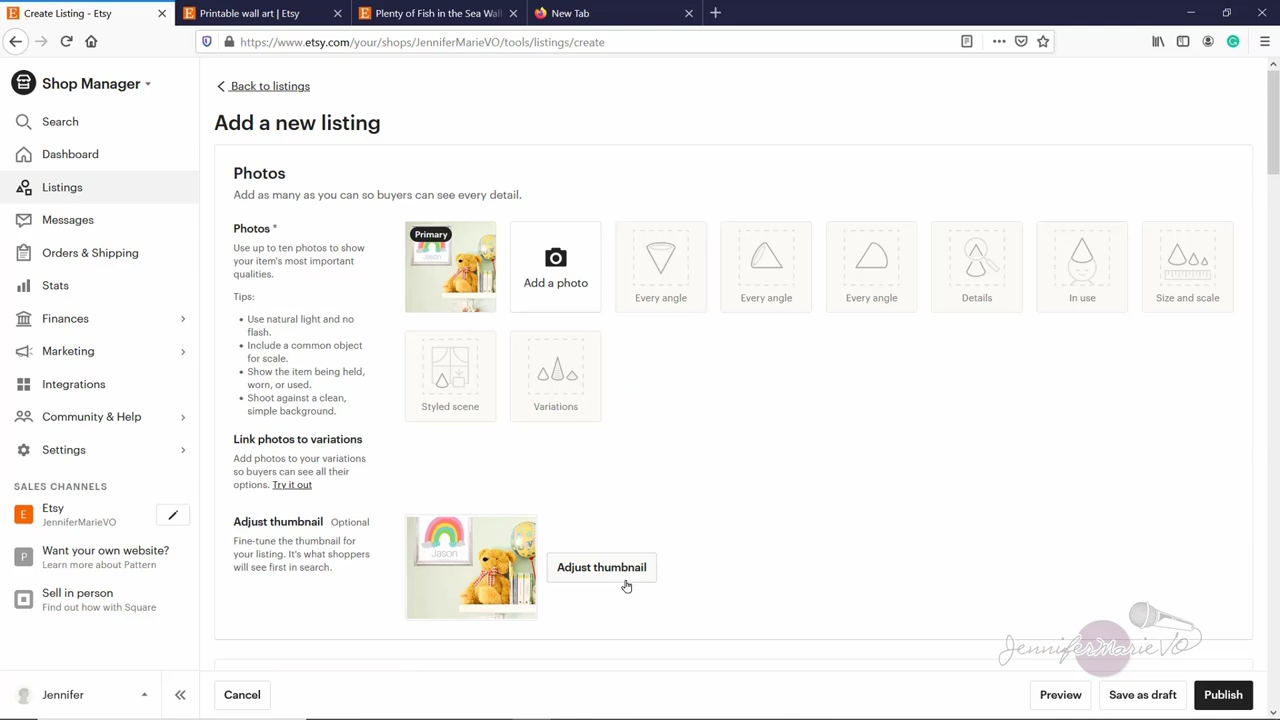 Create Listing - Etsy
Printable wall art | Etsy
Plenty of Fish in the Sea Wal
New Tab
https://www.etsy.com/your/shops/JenniferMarieVO/tools/listings/create
Shop Manager
Search
Dashboard
Listings
Messages
Orders & Shipping
Stats
Finances
Marketing
Integrations
Community & Help
Settings
SALES CHANNELS
E
Etsy
JenniferMarieVO
P
Want your own website?
Learn more about Pattern
Sell in person
Find out how with Square
Jennifer
Back to listings
Add a new listing
Photos
Add as many as you can so buyers can see every detail.
Photos *
Use up to ten photos to show
your item's most important
qualities.
Tips:
• Use natural light and no
flash.
• Include a common object
for scale.
• Show the item being held,
worn, or used.
• Shoot against a clean,
simple background.
Primary
Jason
Add a photo
Every angle
Every angle
Every angle
Details
In use
Size and scale
Styled scene
Variations
Link photos to variations
Add photos to your variations
so buyers can see all their
options. Try it out
Adjust thumbnail Optional
Fine-tune the thumbnail for
your listing. It's what shoppers
will see first in search.
Jason
Adjust thumbnail
JenniferMarieVO
Cancel
Preview
Save as draft
Publish